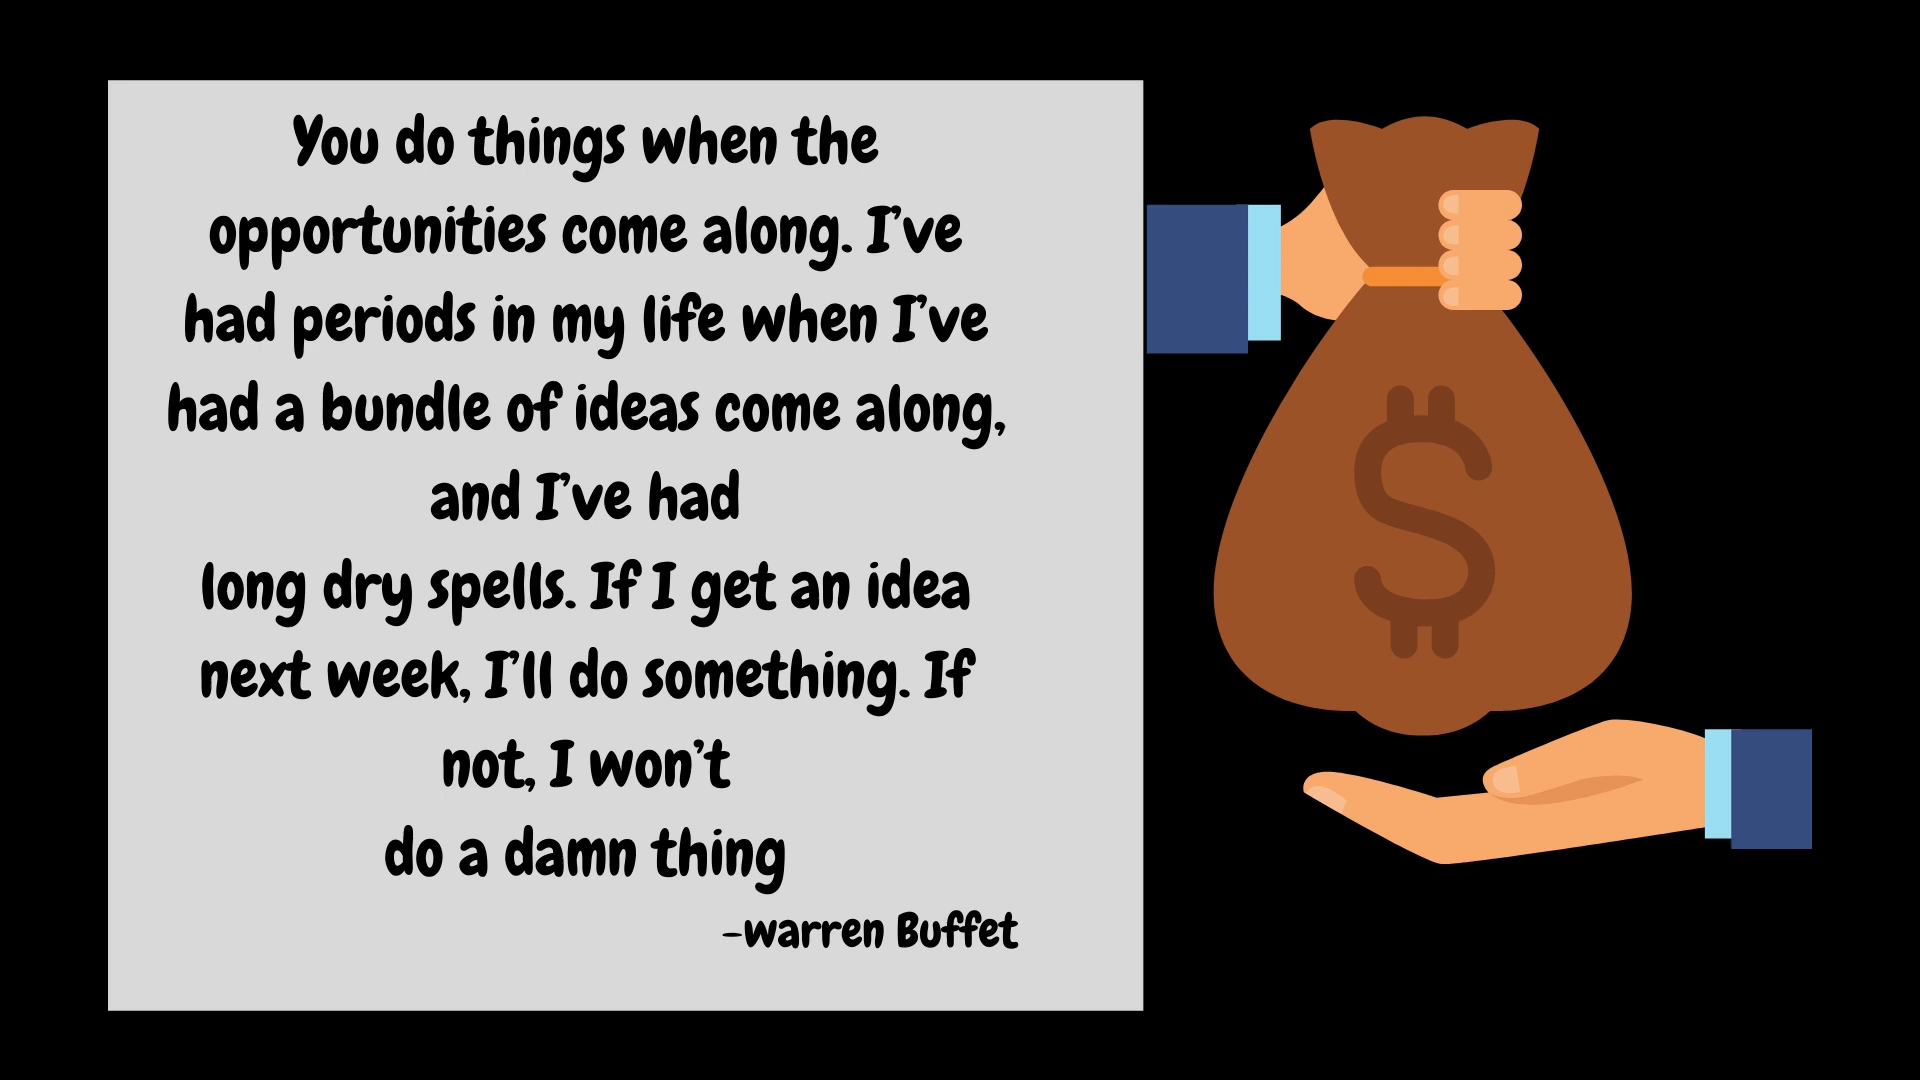 You do things when the
opportunities come along. I’ve
had periods in my life when I’ve
had a bundle of ideas come along,
and I’ve had
long dry spells. If I get an idea
next week, I’ll do something. If
not, I won’t
do a damn thing
-warren Buffet
$